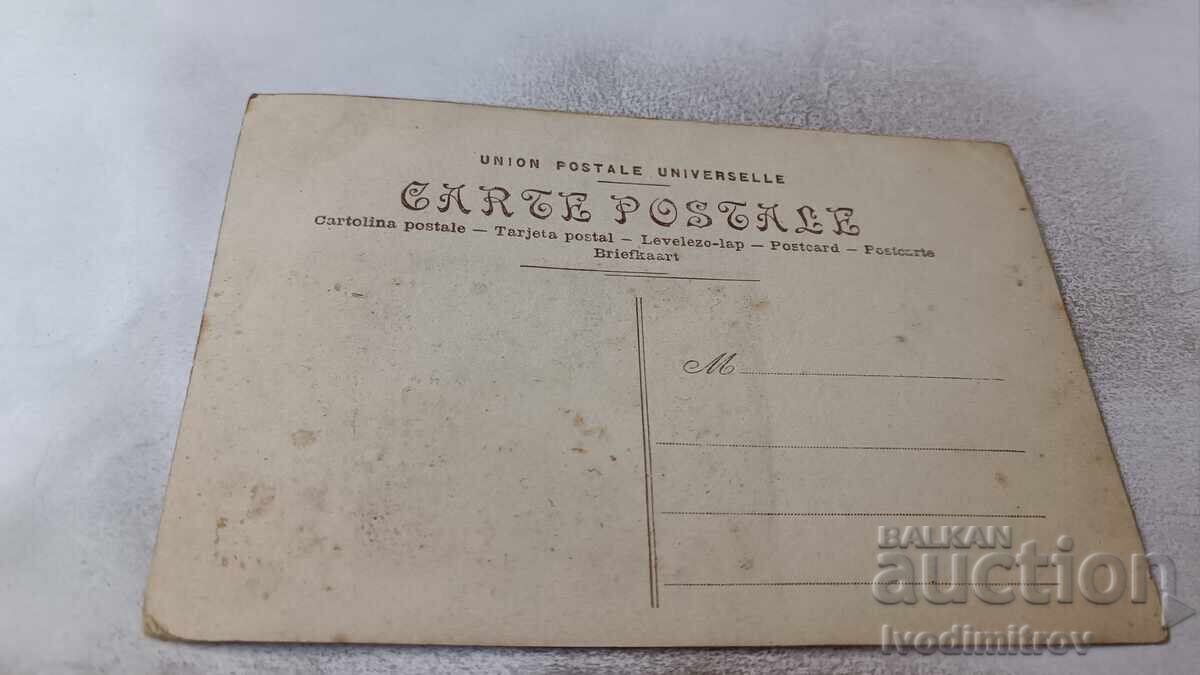 UNION POSTALE UNIVERSELLE
CARTE POSTALE
Cartolina postale — Tarjeta postal — Levelezo-lap — Postcard — Postcarte
Briefkaart
M
BALKAN
auction
Ivodimitrov